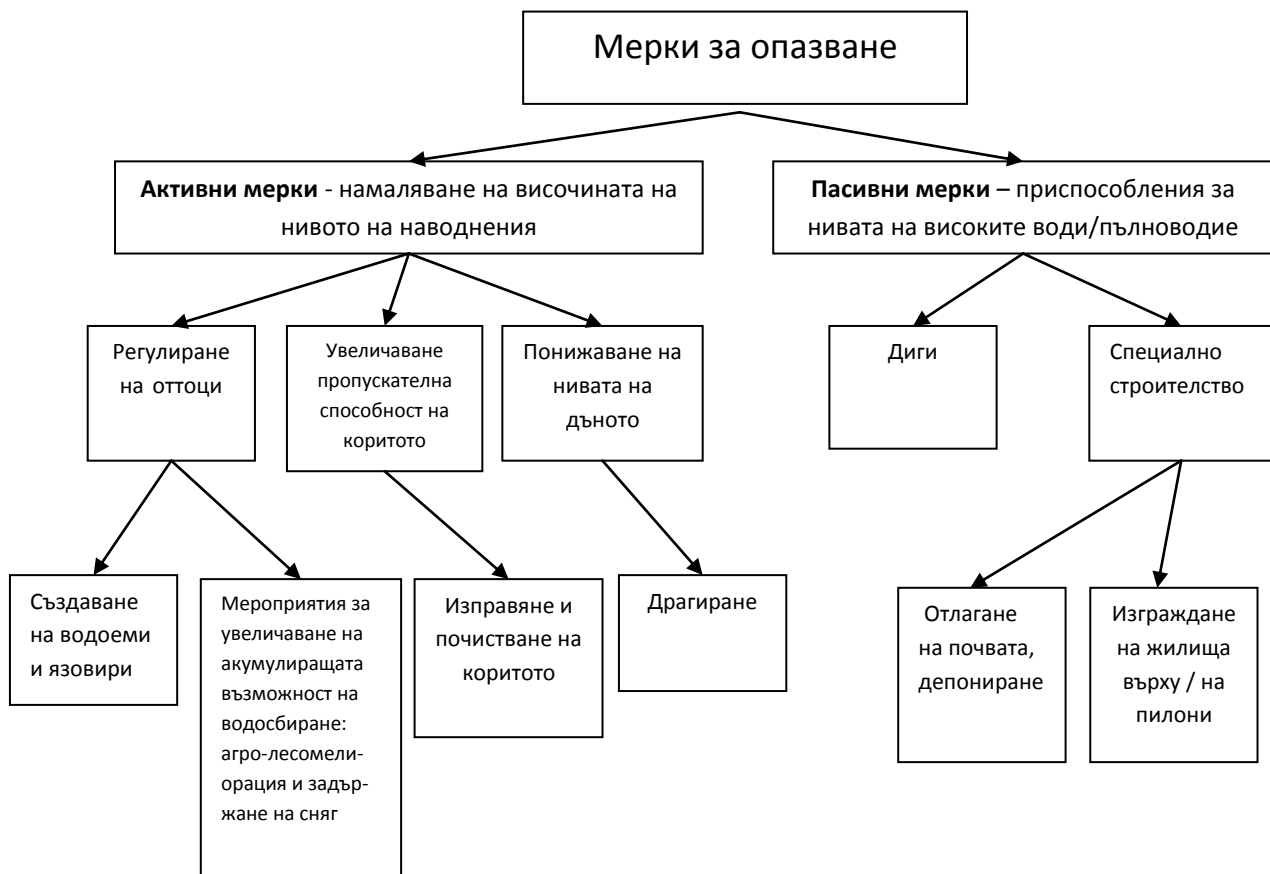 Мерки за опазване
Активни мерки - намаляване на височината на
нивото на наводнения
Пасивни мерки – приспособления за
нивата на високите води/пълноводие
Регулиране
на оттоци
Увеличаване
пропускателна
способност на
коритото
Понижаване на
нивата на
дъното
Диги
Специално
строителство
Създаване
на водоеми
и язовири
Мероприятия за
увеличаване на
акумулиращата
възможност на
водосбиране:
агро-лесомели-
орация и задър-
жане на сняг
Изправяне и
почистване на
коритото
Драгиране
Отлагане
на почвата,
депониране
Изграждане
на жилища
върху / на
пилони